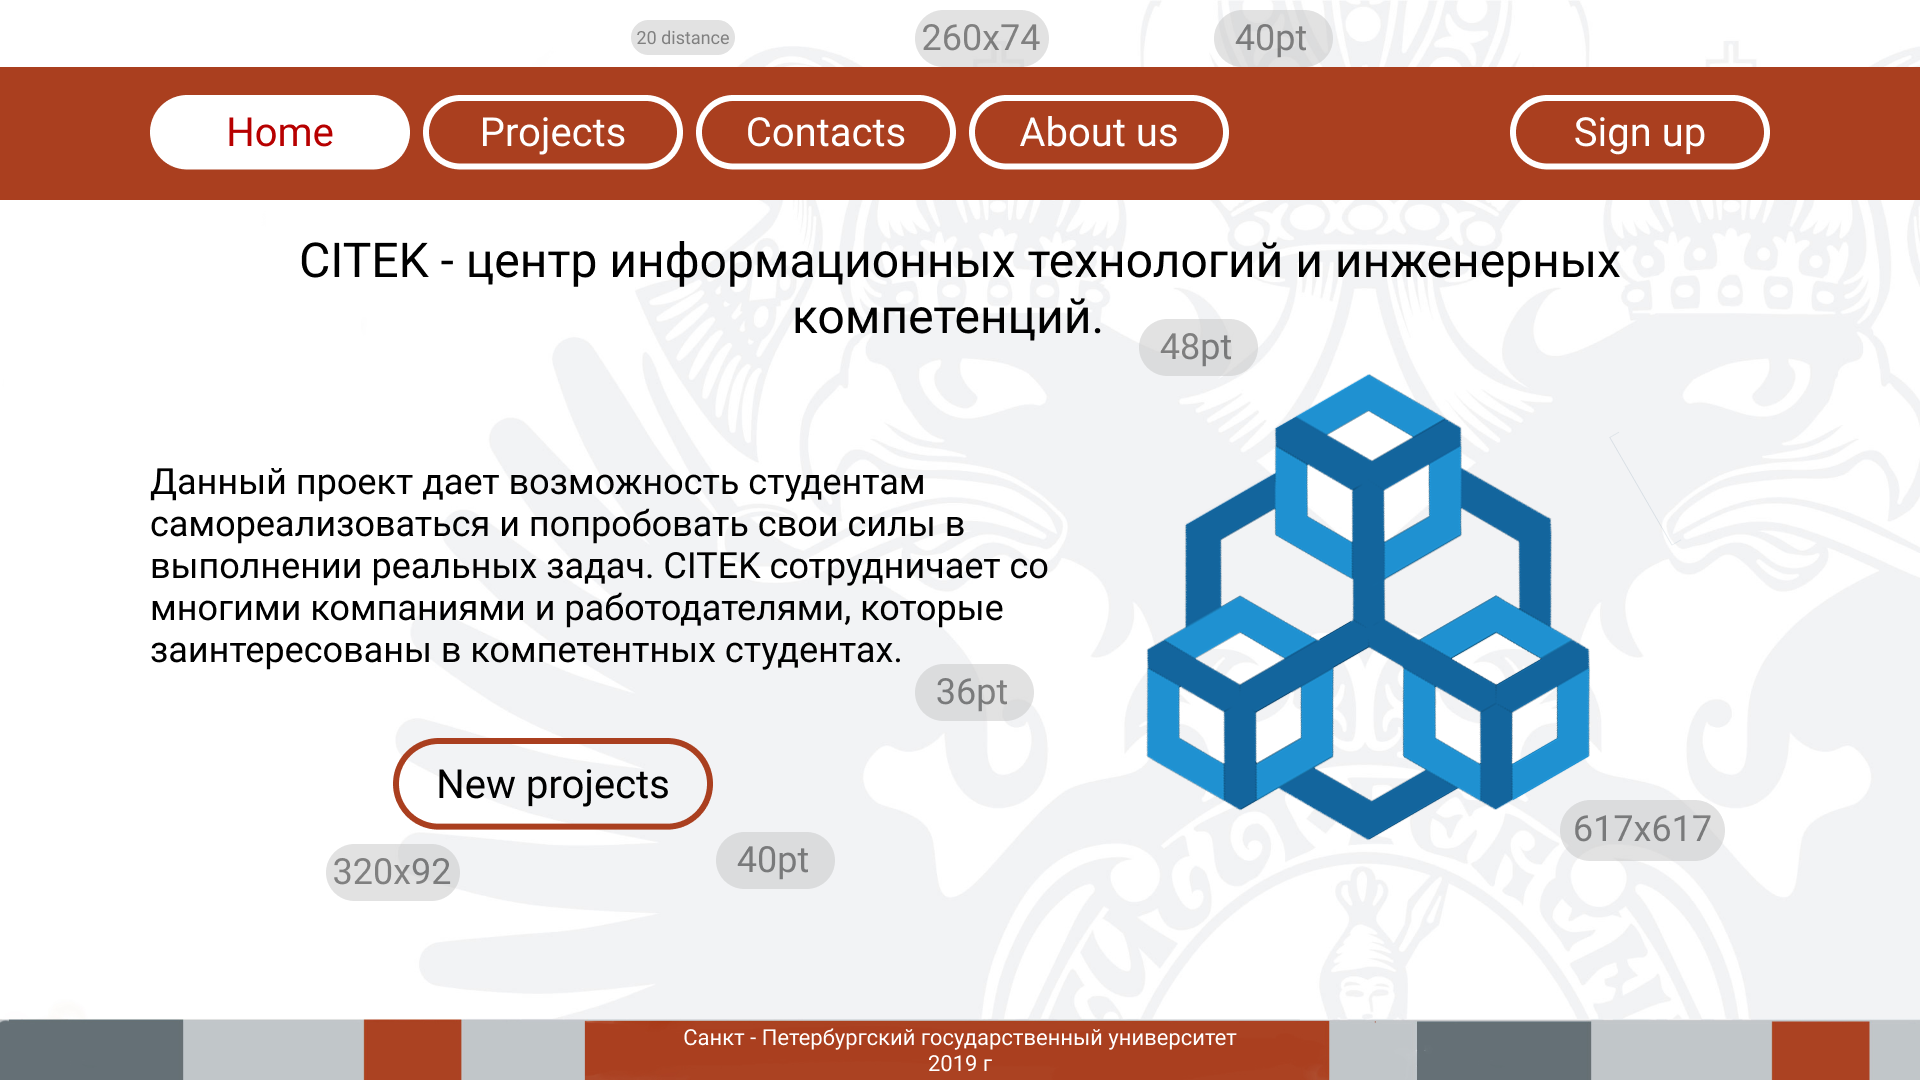 20 distance
260x74
40pt
Home
Projects
Contacts
About us
Sign up
CITEK - центр информационных технологий и инженерных
компетенций.
48pt
Данный проект дает возможность студентам
самореализоваться и попробовать свои силы в
выполнении реальных задач. CITEK сотрудничает со
многими компаниями и работодателями, которые
заинтересованы в компетентных студентах.
36pt
New projects
320x92
40pt
617x617
Санкт - Петербургский государственный университет
2019 г